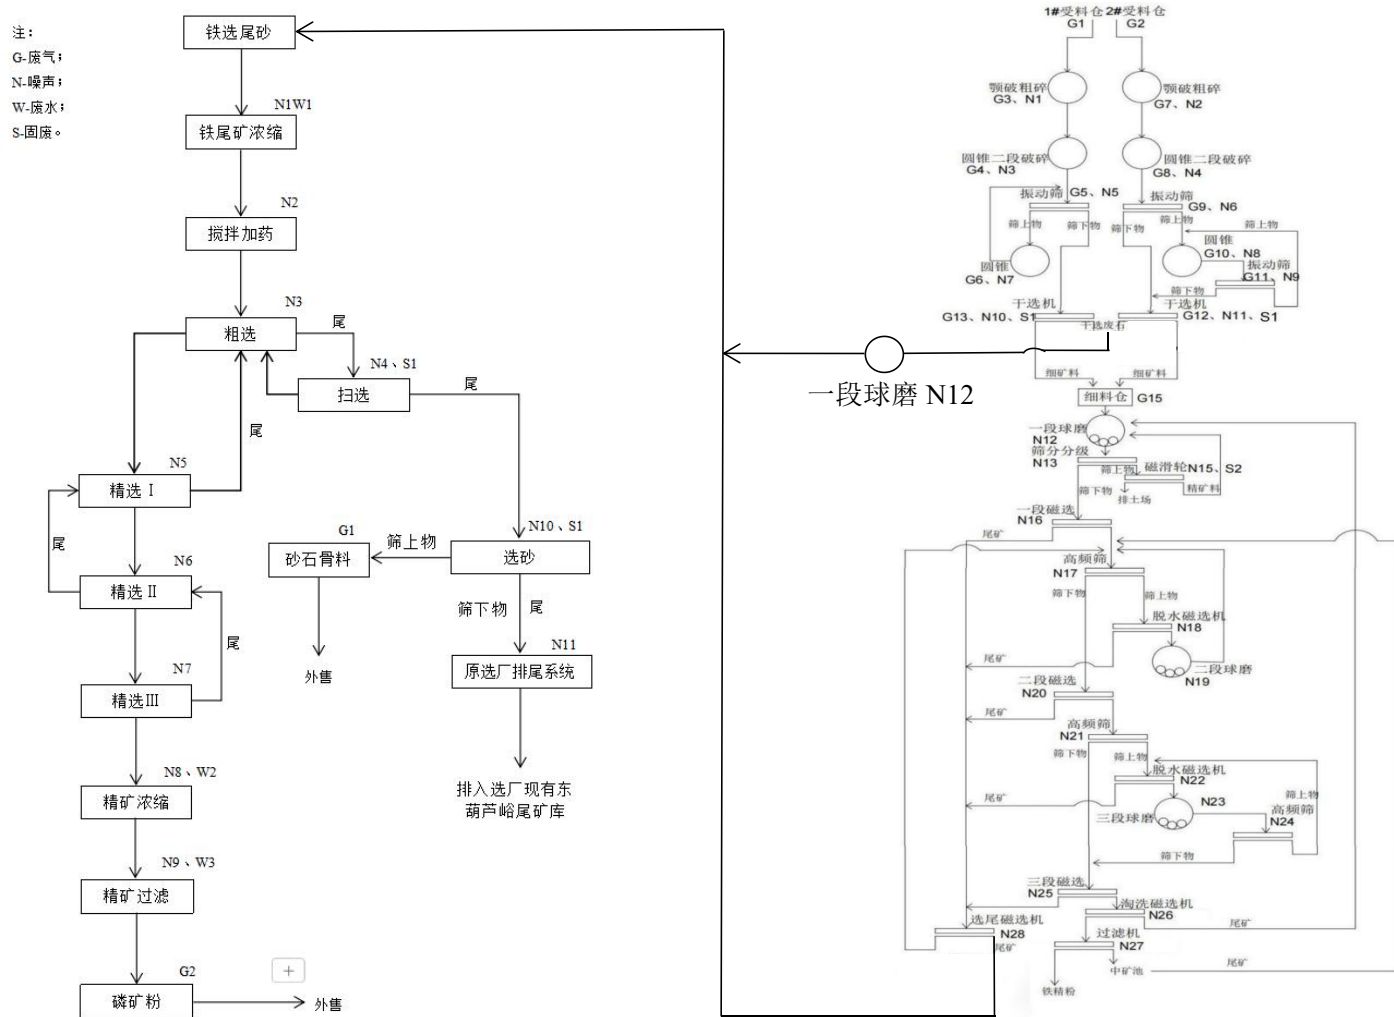 注：
G-废气；
N-噪声；
W-废水；
S-固废。
铁选尾砂
N1W1
铁尾矿浓缩
N2
搅拌加药
N3
粗选
尾
N4、S1
扫选
尾
尾
N5
精选Ⅰ
尾
N6
精选Ⅱ
尾
N7
精选Ⅲ
N8、W2
精矿浓缩
N9、W3
精矿过滤
G2
磷矿粉
外售
N10、S1
选砂
筛上物
G1
砂石骨料
外售
筛下物
尾
N11
原选厂排尾系统
排入选厂现有东
葫芦峪尾矿库
1#受料仓
G1
2#受料仓
G2
颚破粗碎
G3、N1
颚破粗碎
G7、N2
圆锥二段破碎
G4、N3
圆锥二段破碎
G8、N4
振动筛
G5、N5
振动筛
G9、N6
筛上物
筛下物
筛下物
筛上物
筛上物
圆锥
G6、N7
圆锥
G10、N8
振动筛
G11、N9
筛下物
干选机
G13、N10、S1
干选机
G12、N11、S1
干选废石
一段球磨 N12
细矿料
细矿料
细料仓
G15
一段球磨
N12
筛分分级
N13
筛上物
磁滑轮
N15、S2
筛下物
排土场
精矿料
一段磁选
N16
尾矿
高频筛
N17
筛下物
筛上物
脱水磁选机
N18
尾矿
二段球磨
N19
二段磁选
N20
尾矿
高频筛
N21
筛下物
筛上物
脱水磁选机
N22
尾矿
N23
三段球磨
筛上物
高频筛
N24
筛下物
三段磁选
N25
淘洗磁选机
N26
尾矿
选尾磁选机
N28
尾矿
过滤机
N27
中矿池
尾矿
铁精粉